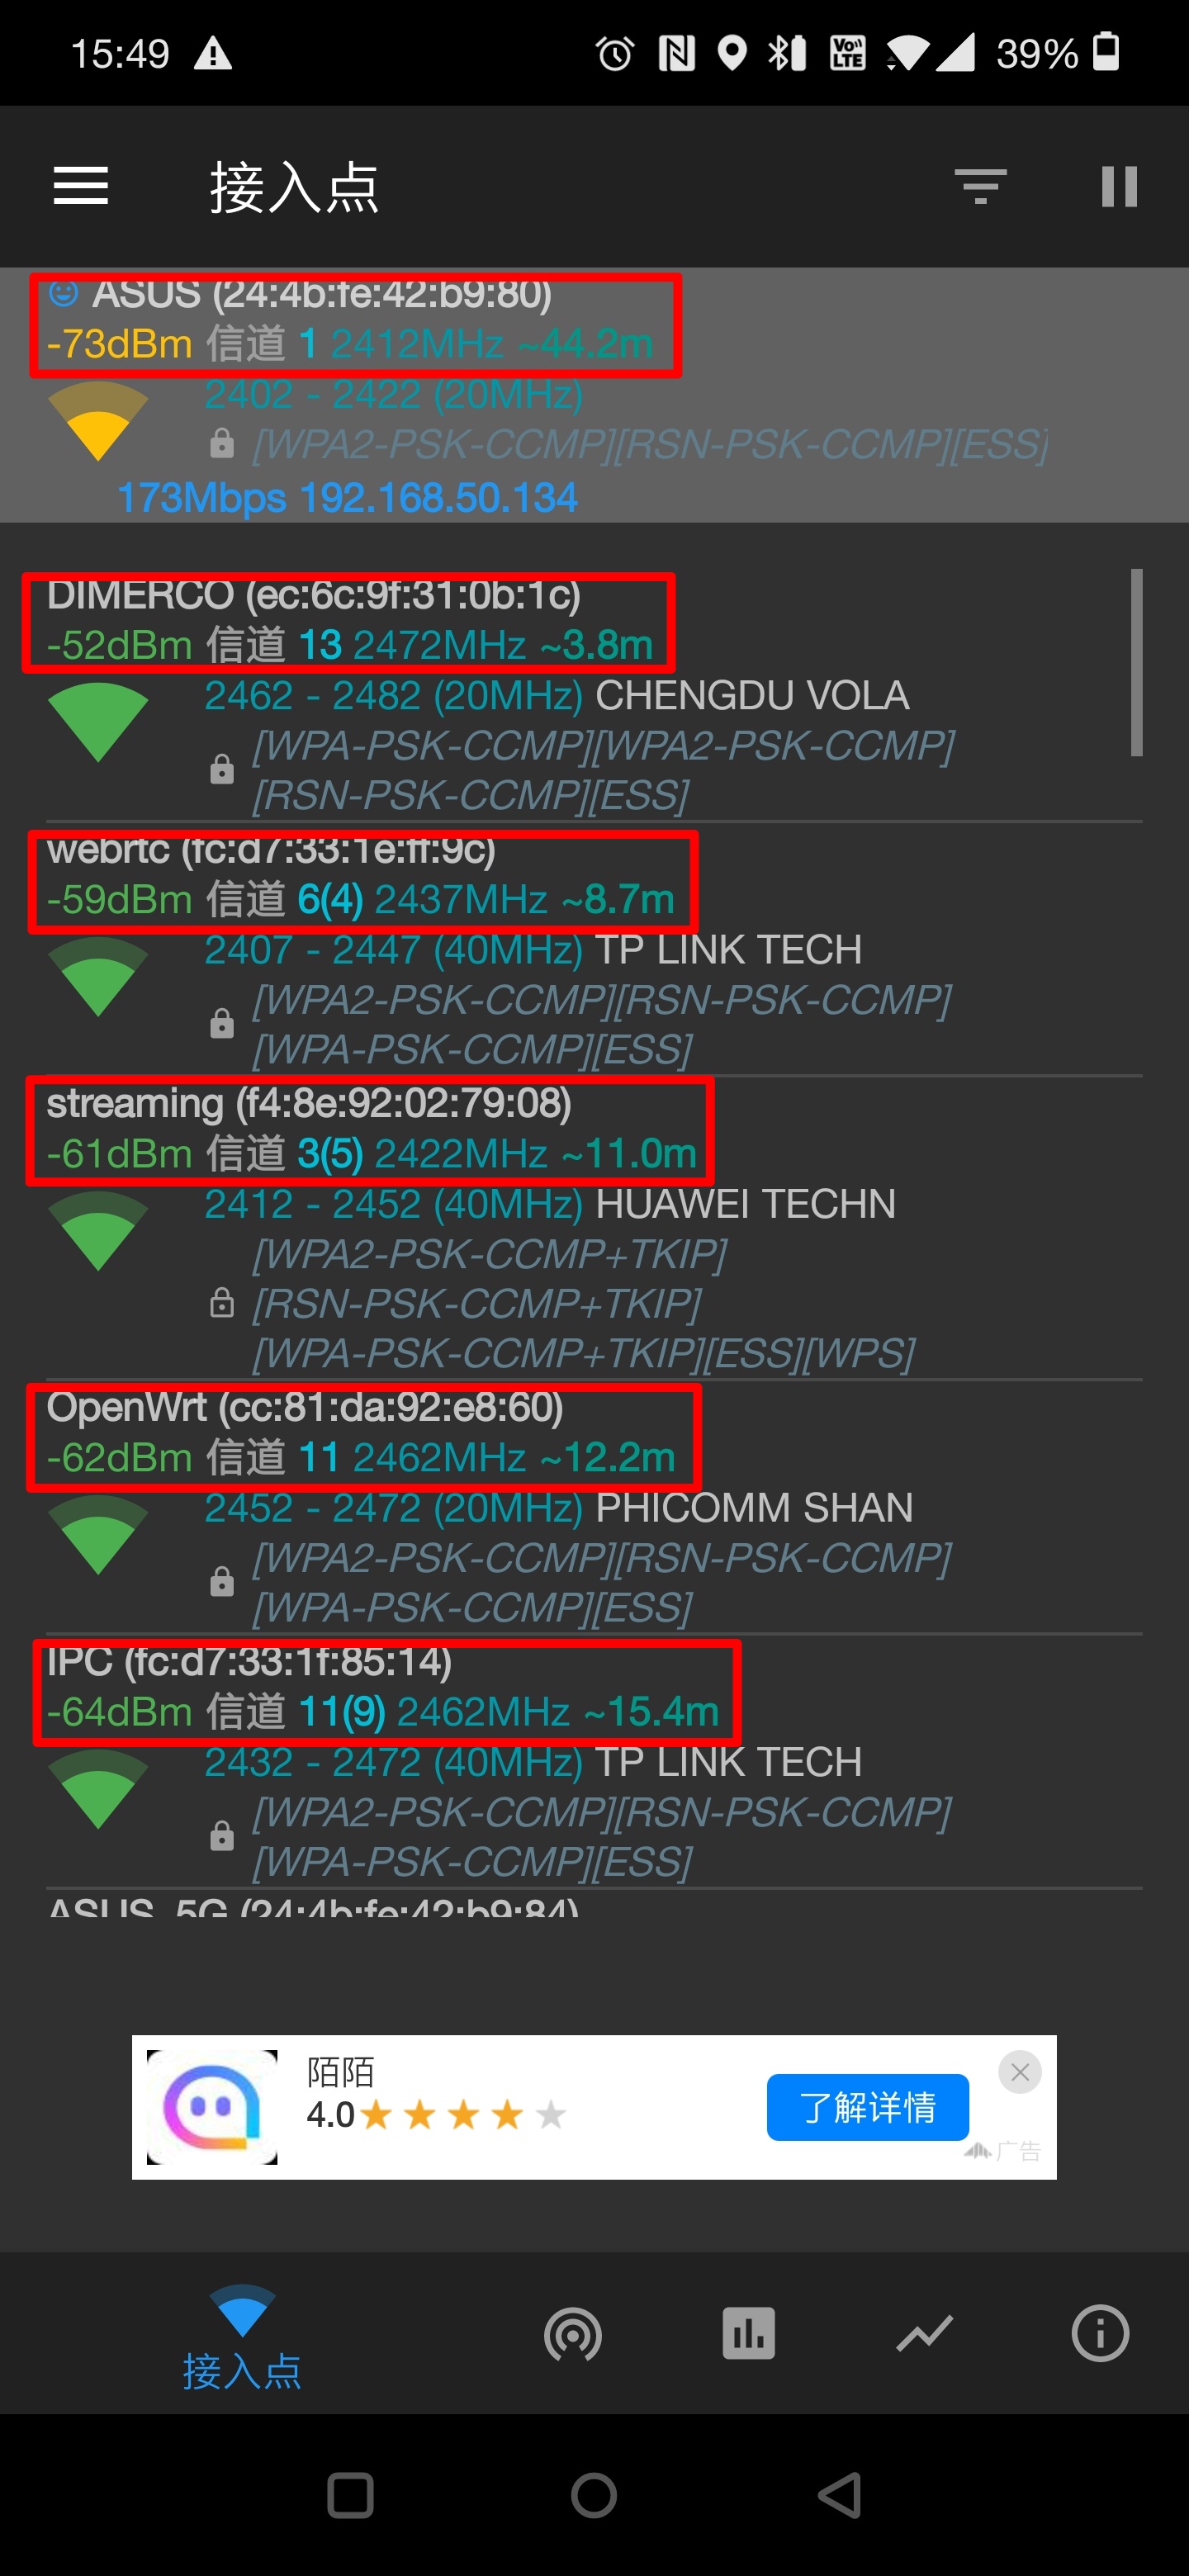 15:49
VoLTE
39%
接入点
ASUS (24:4b:fe:42:b9:80)
-73dBm 信道 1 2412MHz ~44.2m
2402 - 2422 (20MHz)
[WPA2-PSK-CCMP][RSN-PSK-CCMP][ESS]
173Mbps 192.168.50.134
DIMERCO (ec:6c:9f:31:0b:1c)
-52dBm 信道 13 2472MHz ~3.8m
2462 - 2482 (20MHz) CHENGDU VOLA
[WPA-PSK-CCMP][WPA2-PSK-CCMP]
[RSN-PSK-CCMP][ESS]
webrtc (fc:d7:33:1e:ff:9c)
-59dBm 信道 6(4) 2437MHz ~8.7m
2407 - 2447 (40MHz) TP LINK TECH
[WPA2-PSK-CCMP][RSN-PSK-CCMP]
[WPA-PSK-CCMP][ESS]
streaming (f4:8e:92:02:79:08)
-61dBm 信道 3(5) 2422MHz ~11.0m
2412 - 2452 (40MHz) HUAWEI TECHN
[WPA2-PSK-CCMP+TKIP]
[RSN-PSK-CCMP+TKIP]
[WPA-PSK-CCMP+TKIP][ESS][WPS]
OpenWrt (cc:81:da:92:e8:60)
-62dBm 信道 11 2462MHz ~12.2m
2452 - 2472 (20MHz) PHICOMM SHAN
[WPA2-PSK-CCMP][RSN-PSK-CCMP]
[WPA-PSK-CCMP][ESS]
IPC (fc:d7:33:1f:85:14)
-64dBm 信道 11(9) 2462MHz ~15.4m
2432 - 2472 (40MHz) TP LINK TECH
[WPA2-PSK-CCMP][RSN-PSK-CCMP]
[WPA-PSK-CCMP][ESS]
ASUS_5G (24:4b:fe:42:b9:84)
陌陌
4.0
了解详情
广告
接入点